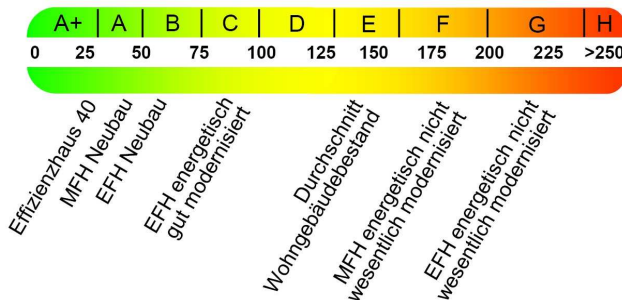 A+ A B C D E F G H
0 25 50 75 100 125 150 175 200 225 >250
Effizienzhaus 40
MFH Neubau
EFH Neubau
EFH energetisch
gut modernisiert
Durchschnitt
Wohngebäudebestand
MFH energetisch nicht
wesentlich modernisiert
EFH energetisch nicht
wesentlich modernisiert